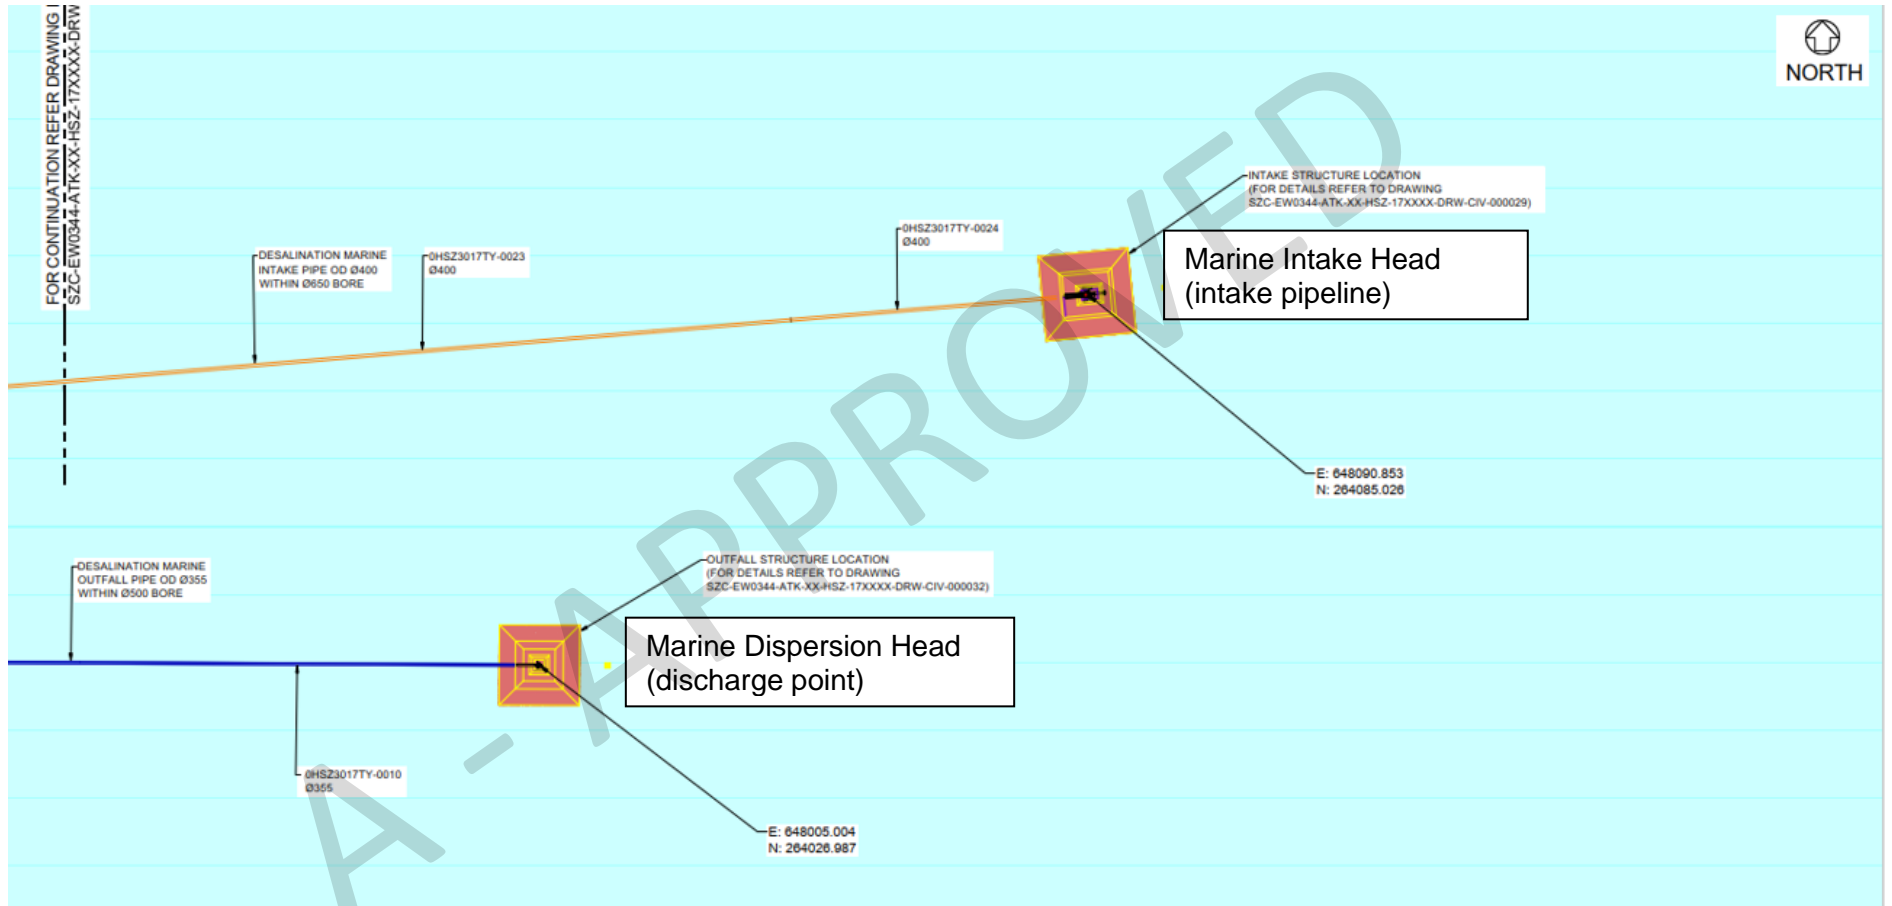 FOR CONTINUATION REFER DRAWING
SZC-EW0344-ATK-XX-HSZ-17XXXX-DRW
NORTH
INTAKE STRUCTURE LOCATION
(FOR DETAILS REFER TO DRAWING
SZC-EW0344-ATK-XX-HSZ-17XXXX-DRW-CIV-000029)
0HSZ3017TY-0024
Ø400
DESALINATION MARINE
INTAKE PIPE OD Ø400
WITHIN Ø650 BORE
0HSZ3017TY-0023
Ø400
Marine Intake Head
(intake pipeline)
E: 648090.853
N: 264085.026
DESALINATION MARINE
OUTFALL PIPE OD Ø355
WITHIN Ø500 BORE
OUTFALL STRUCTURE LOCATION
(FOR DETAILS REFER TO DRAWING
SZC-EW0344-ATK-XX-HSZ-17XXXX-DRW-CIV-000032)
Marine Dispersion Head
(discharge point)
0HSZ3017TY-0010
Ø355
E: 648005.004
N: 264026.987
A - APPROVED